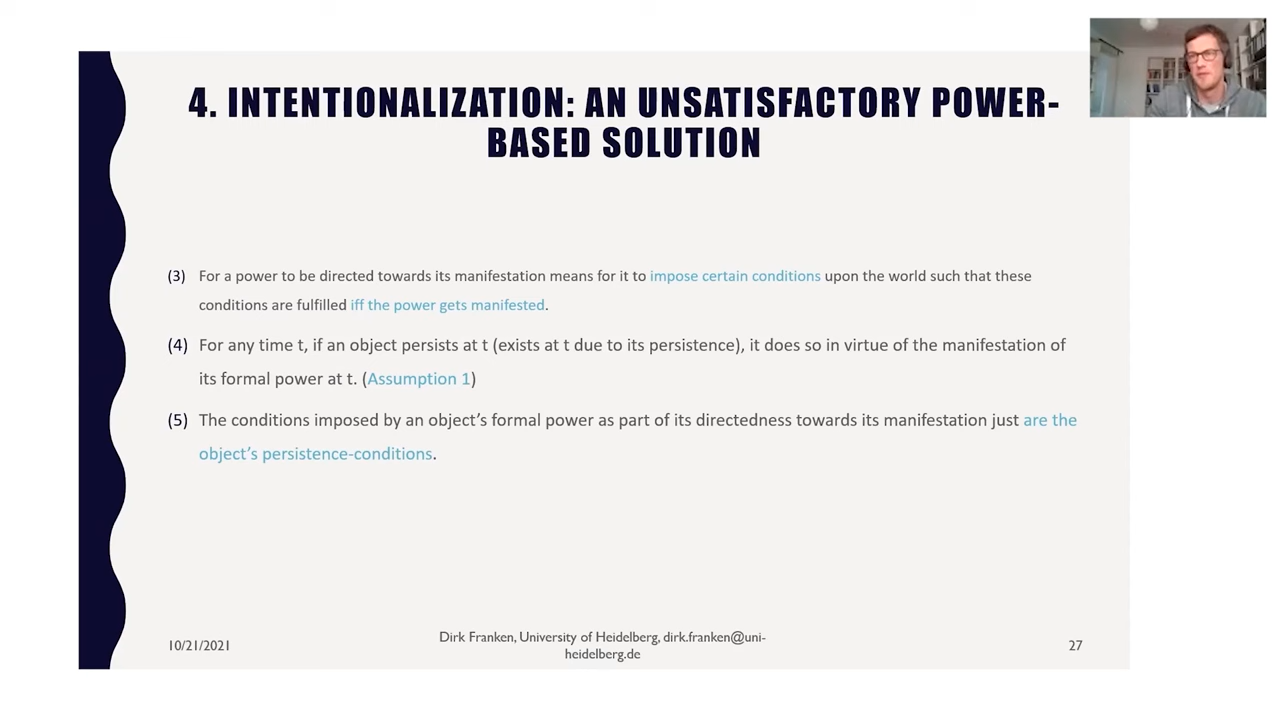 4. INTENTIONALIZATION: AN UNSATISFACTORY POWER-
BASED SOLUTION
(3) For a power to be directed towards its manifestation means for it to impose certain conditions upon the world such that these
conditions are fulfilled iff the power gets manifested.
(4) For any time t, if an object persists at t (exists at t due to its persistence), it does so in virtue of the manifestation of
its formal power at t. (Assumption 1)
(5) The conditions imposed by an object's formal power as part of its directedness towards its manifestation just are the
object's persistence-conditions.
10/21/2021
Dirk Franken, University of Heidelberg, dirk.franken@uni-
heidelberg.de
27